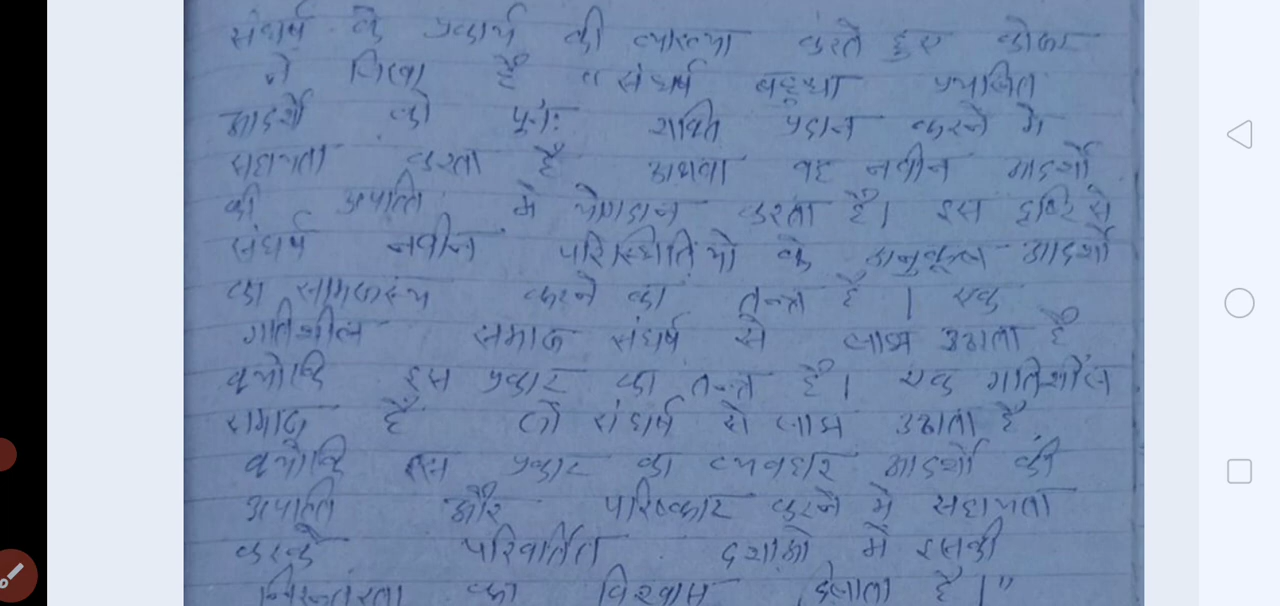 संघर्ष के प्रकार्य की व्याख्या करते हुए कोजर
ने लिखा है "संघर्ष बहुधा प्रचलित
आदर्शों को पुनः शक्ति प्रदान करने मे
सहायता करता है अथवा वह नवीन आदर्शों
की उत्पत्ति मे योगदान करता है। इस दृष्टि से
संघर्ष नवीन परिस्थितियो के अनुकूल आदर्शों
का सामंजस्य करने का तन्त्र है । एक
गतिशील समाज संघर्ष से लाभ उठाता है
क्योकि इस प्रकार का तन्त्र है। एक गतिशील
समाज है जो संघर्ष से लाभ उठाता है
क्योकि इस प्रकार का व्यवहार आदर्शों की
उत्पत्ति और परिष्कार करने मे सहायता
करके परिवर्तित दशाओ मे इसकी
निरन्तरता का विश्वास दिलाता है।"